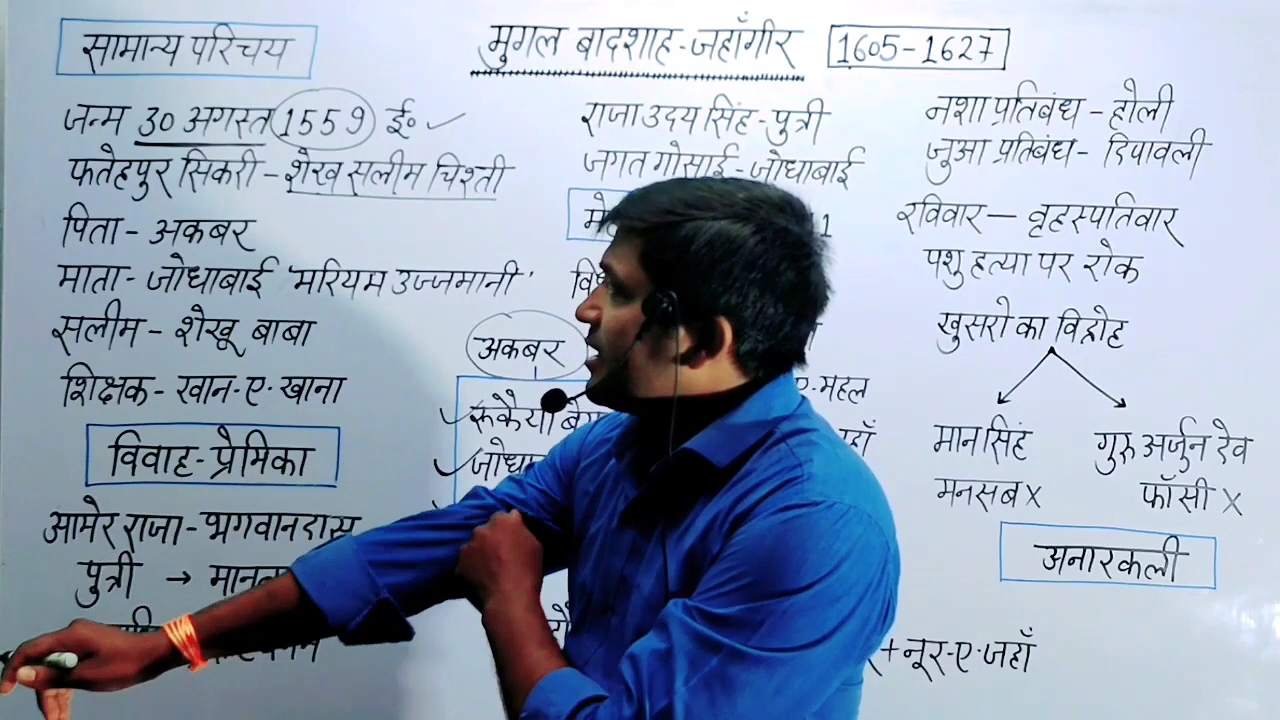 सामान्य परिचय
मुगल बादशाह - जहाँगीर 1605 - 1627
जन्म 30 अगस्त 1559 ई॰
फतेहपुर सिकरी - शेख सलीम चिश्ती
पिता - अकबर
माता - जोधाबाई 'मरियम उज्जमानी'
सलीम - शेखू बाबा
शिक्षक - खान-ए-खाना
विवाह - प्रेमिका
आमेर राजा - भगवानदास
पुत्री →
राजा उदय सिंह - पुत्री
जगत गोसाई - जोधाबाई
अकबर
रुकैया
नशा प्रतिबंध - होली
जुआ प्रतिबंध - दिपावली
रविवार - वृहस्पतिवार
पशु हत्या पर रोक
खुसरो का विद्रोह
मान सिंह
मनसब X
गुरु अर्जुन देव
फाँसी X
अनारकली
+ नूर-ए-जहाँ